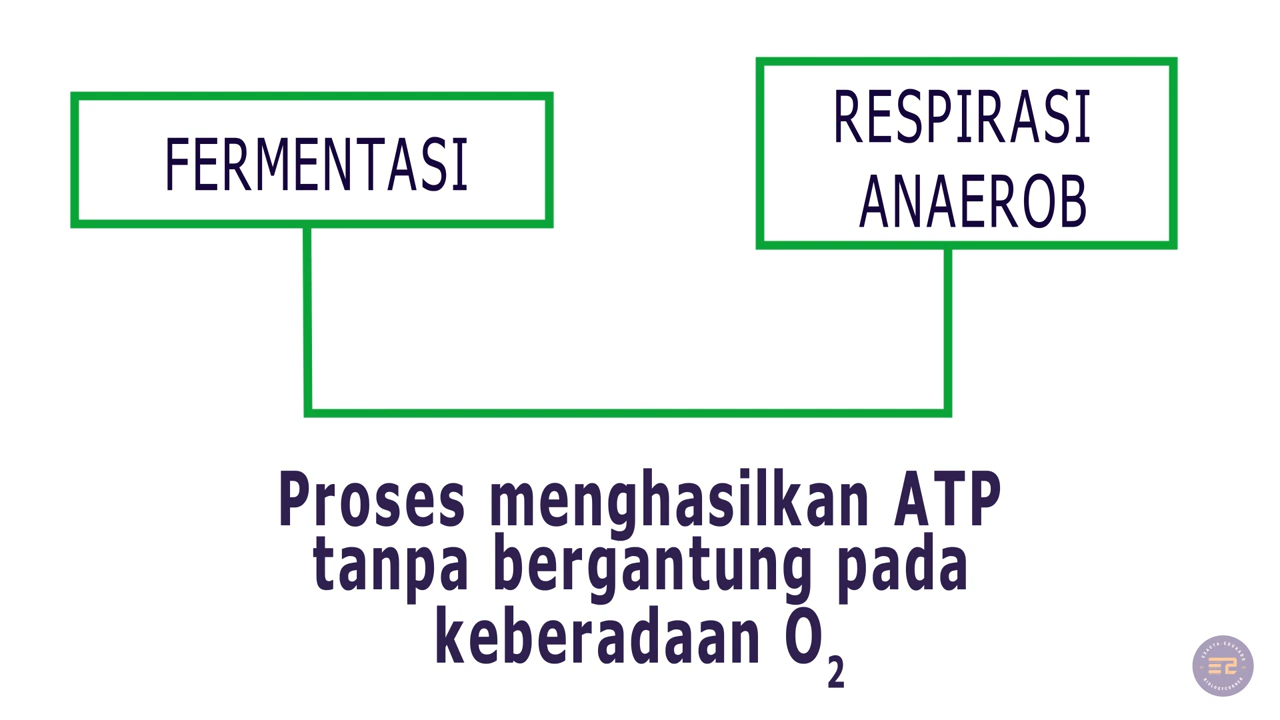 FERMENTASI
RESPIRASI
ANAEROB
Proses menghasilkan ATP
tanpa bergantung pada
keberadaan O₂